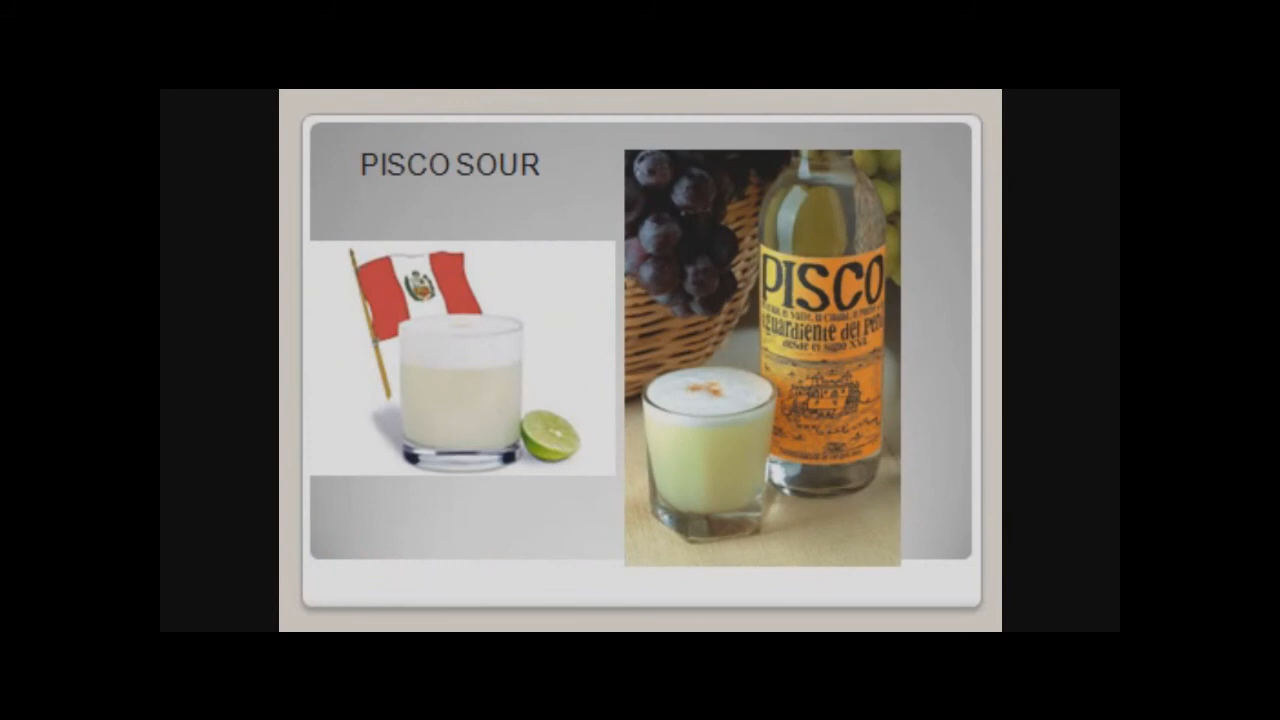 PISCO SOUR
PISCO
aguardiente del Perú
desde el siglo XVI